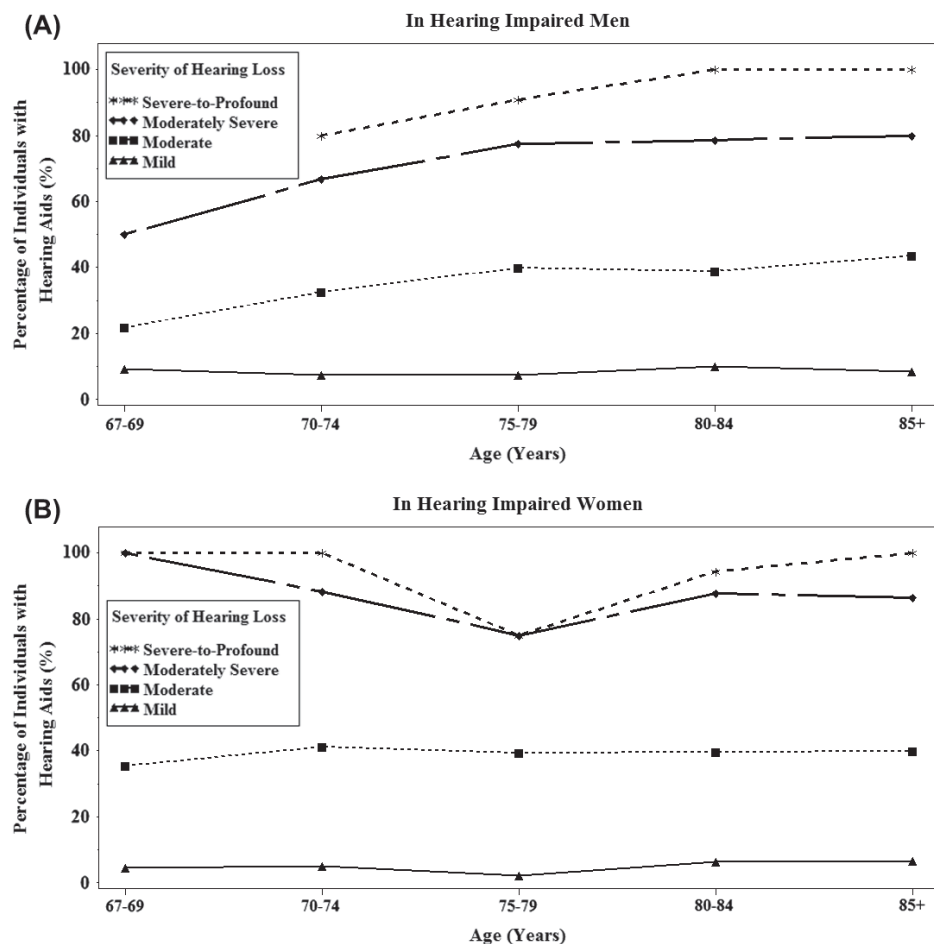 (A)
In Hearing Impaired Men
Percentage of Individuals with
Hearing Aids (%)
100
80
60
40
20
0
Severity of Hearing Loss
Severe-to-Profound
Moderately Severe
Moderate
Mild
67-69 70-74 75-79 80-84 85+
Age (Years)
(B)
In Hearing Impaired Women
Percentage of Individuals with
Hearing Aids (%)
100
80
60
40
20
0
Severity of Hearing Loss
Severe-to-Profound
Moderately Severe
Moderate
Mild
67-69 70-74 75-79 80-84 85+
Age (Years)